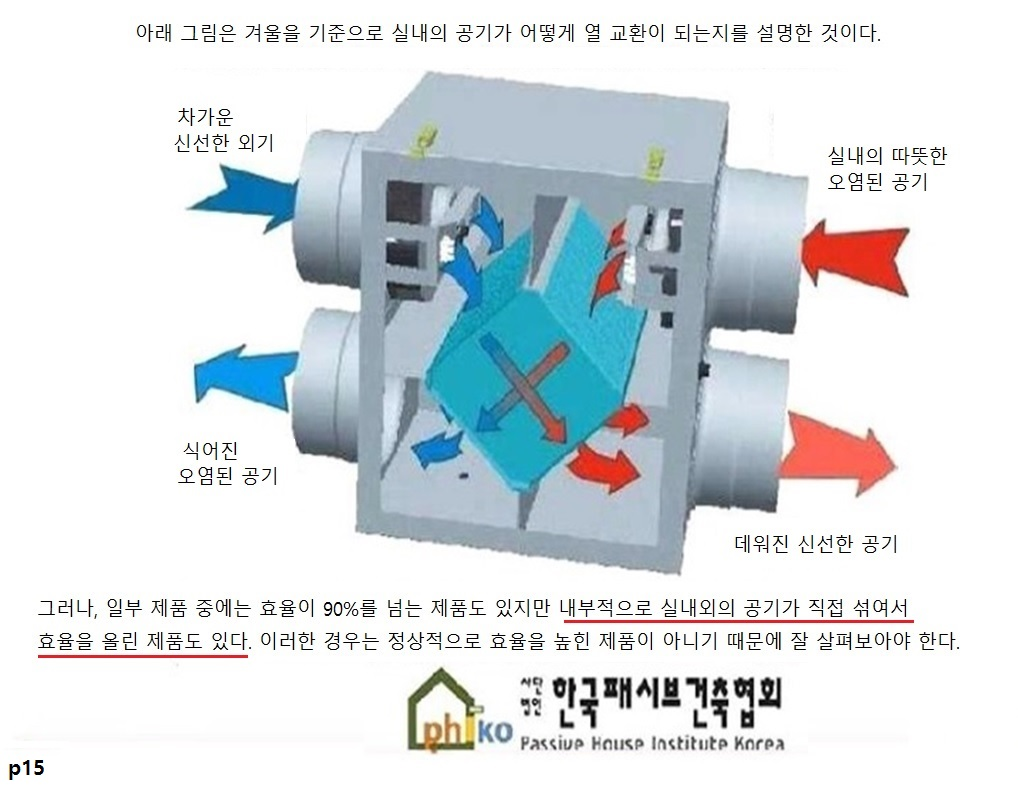 아래 그림은 겨울을 기준으로 실내의 공기가 어떻게 열 교환이 되는지를 설명한 것이다.
차가운
신선한 외기
실내의 따뜻한
오염된 공기
식어진
오염된 공기
데워진 신선한 공기
그러나, 일부 제품 중에는 효율이 90%를 넘는 제품도 있지만 내부적으로 실내외의 공기가 직접 섞여서
효율을 올린 제품도 있다. 이러한 경우는 정상적으로 효율을 높힌 제품이 아니기 때문에 잘 살펴보아야 한다.
phiko 사단법인 한국패시브건축협회
Passive House Institute Korea
p15